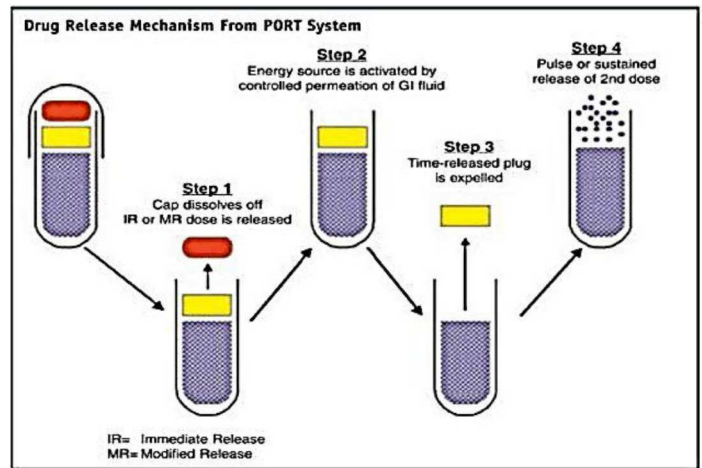 Drug Release Mechanism From PORT System
Step 1
Cap dissolves off
IR or MR dose is released
Step 2
Energy source is activated by
controlled permeation of GI fluid
Step 3
Time-released plug
is expelled
Step 4
Pulse or sustained
release of 2nd dose
IR= Immediate Release
MR= Modified Release